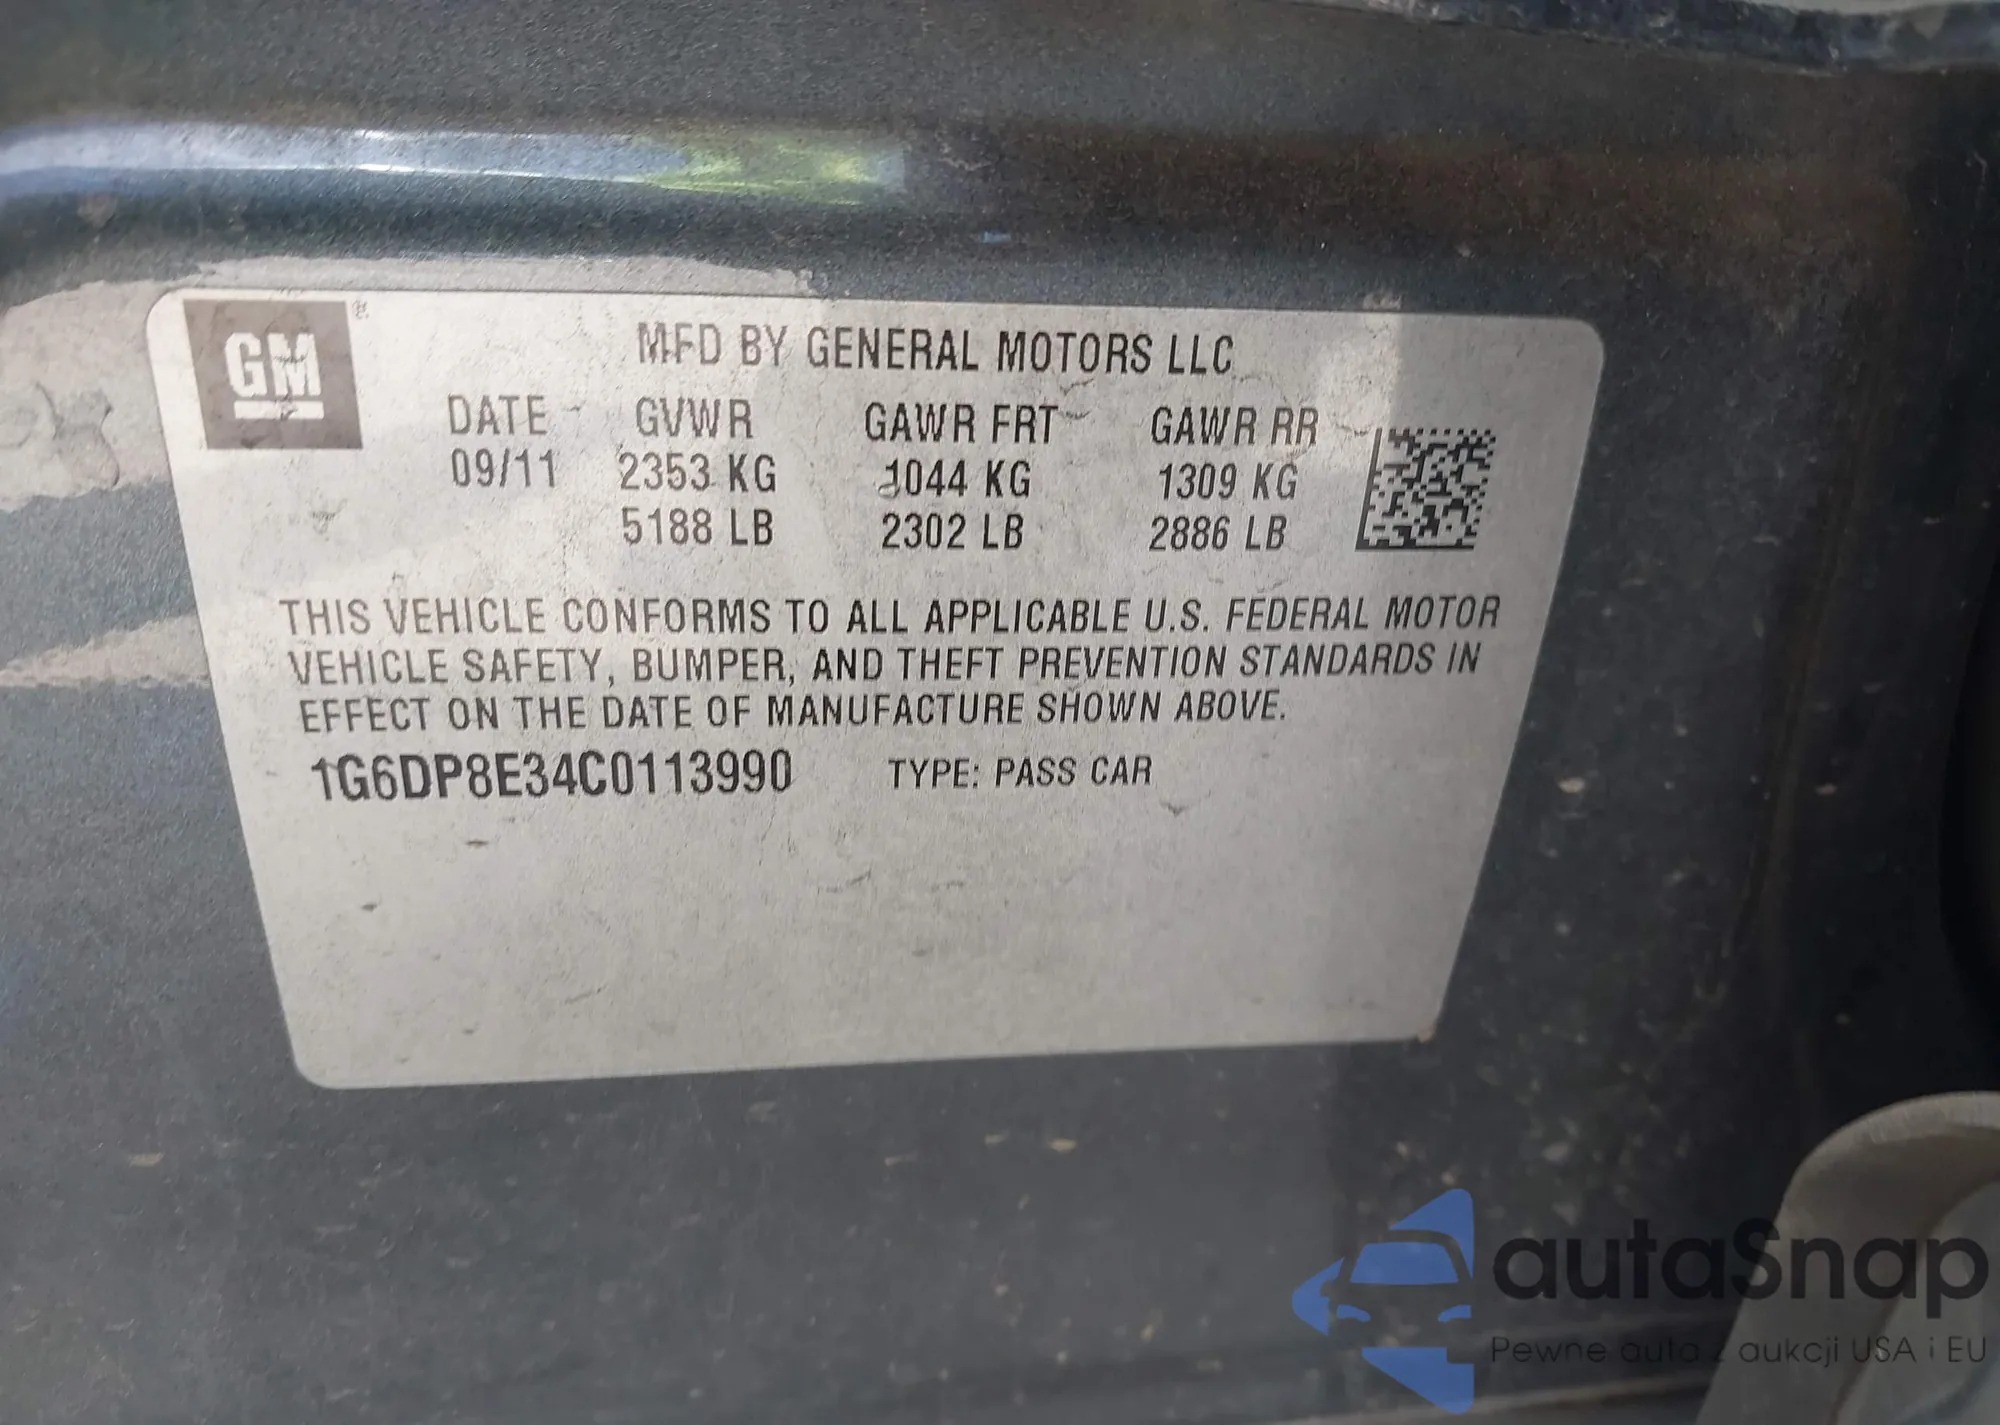 GM ®
MFD BY GENERAL MOTORS LLC
DATE GVWR GAWR FRT GAWR RR
09/11 2353 KG 1044 KG 1309 KG
5188 LB 2302 LB 2886 LB
THIS VEHICLE CONFORMS TO ALL APPLICABLE U.S. FEDERAL MOTOR
VEHICLE SAFETY, BUMPER, AND THEFT PREVENTION STANDARDS IN
EFFECT ON THE DATE OF MANUFACTURE SHOWN ABOVE.
1G6DP8E34C0113990 TYPE: PASS CAR
autaSnap
Pewne auta z aukcji USA i EU